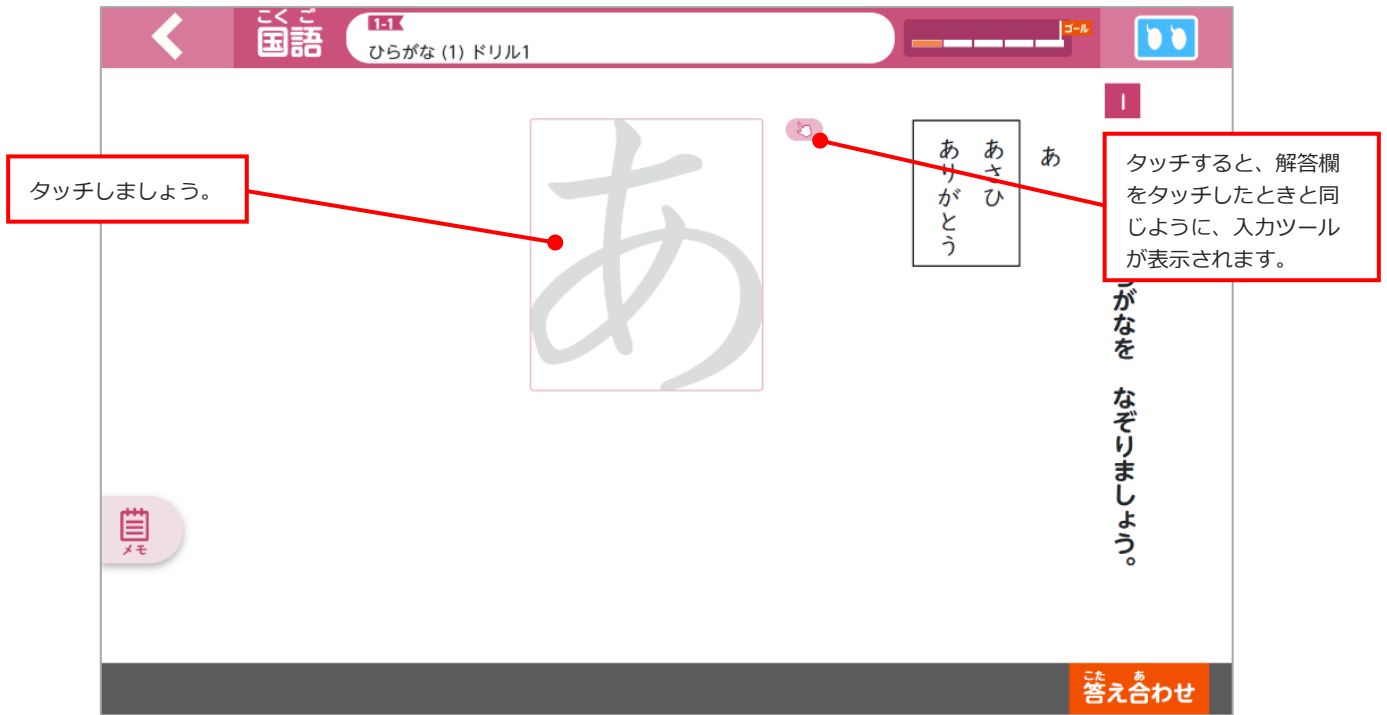 こくご
国語
1-1
ひらがな (1) ドリル1
ゴール
1
がなを なぞりましょう。
あ
あさひ
ありがとう
あ
タッチしましょう。
タッチすると、解答欄
をタッチしたときと同
じように、入力ツール
が表示されます。
メモ
こた あ
答え合わせ